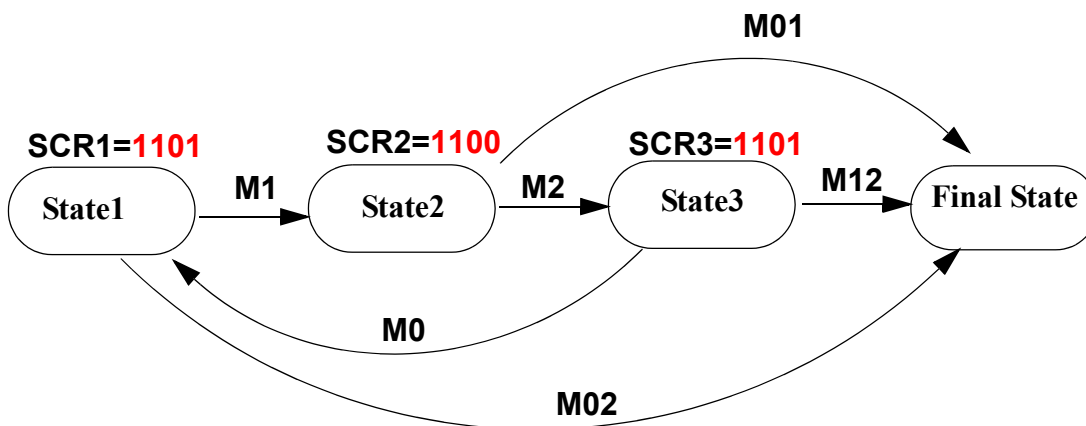 M01
SCR1=1101
SCR2=1100
SCR3=1101
State1
M1
State2
M2
State3
M12
Final State
M0
M02